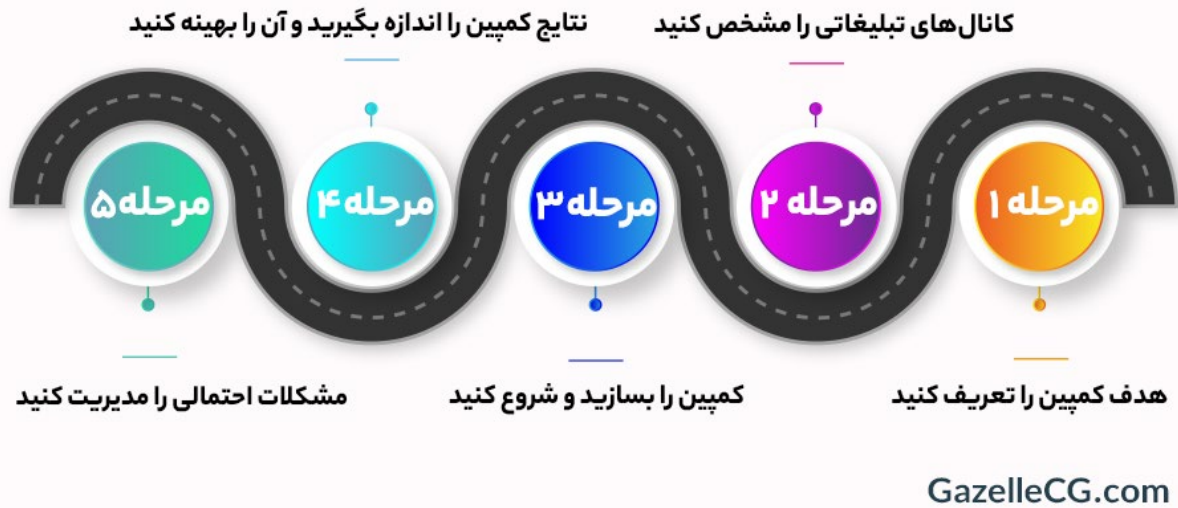 کانال‌های تبلیغاتی را مشخص کنید
نتایج کمپین را اندازه بگیرید و آن را بهینه کنید
مرحله ۱
مرحله ۲
مرحله ۳
مرحله ۴
مرحله ۵
هدف کمپین را تعریف کنید
کمپین را بسازید و شروع کنید
مشکلات احتمالی را مدیریت کنید
GazelleCG.com